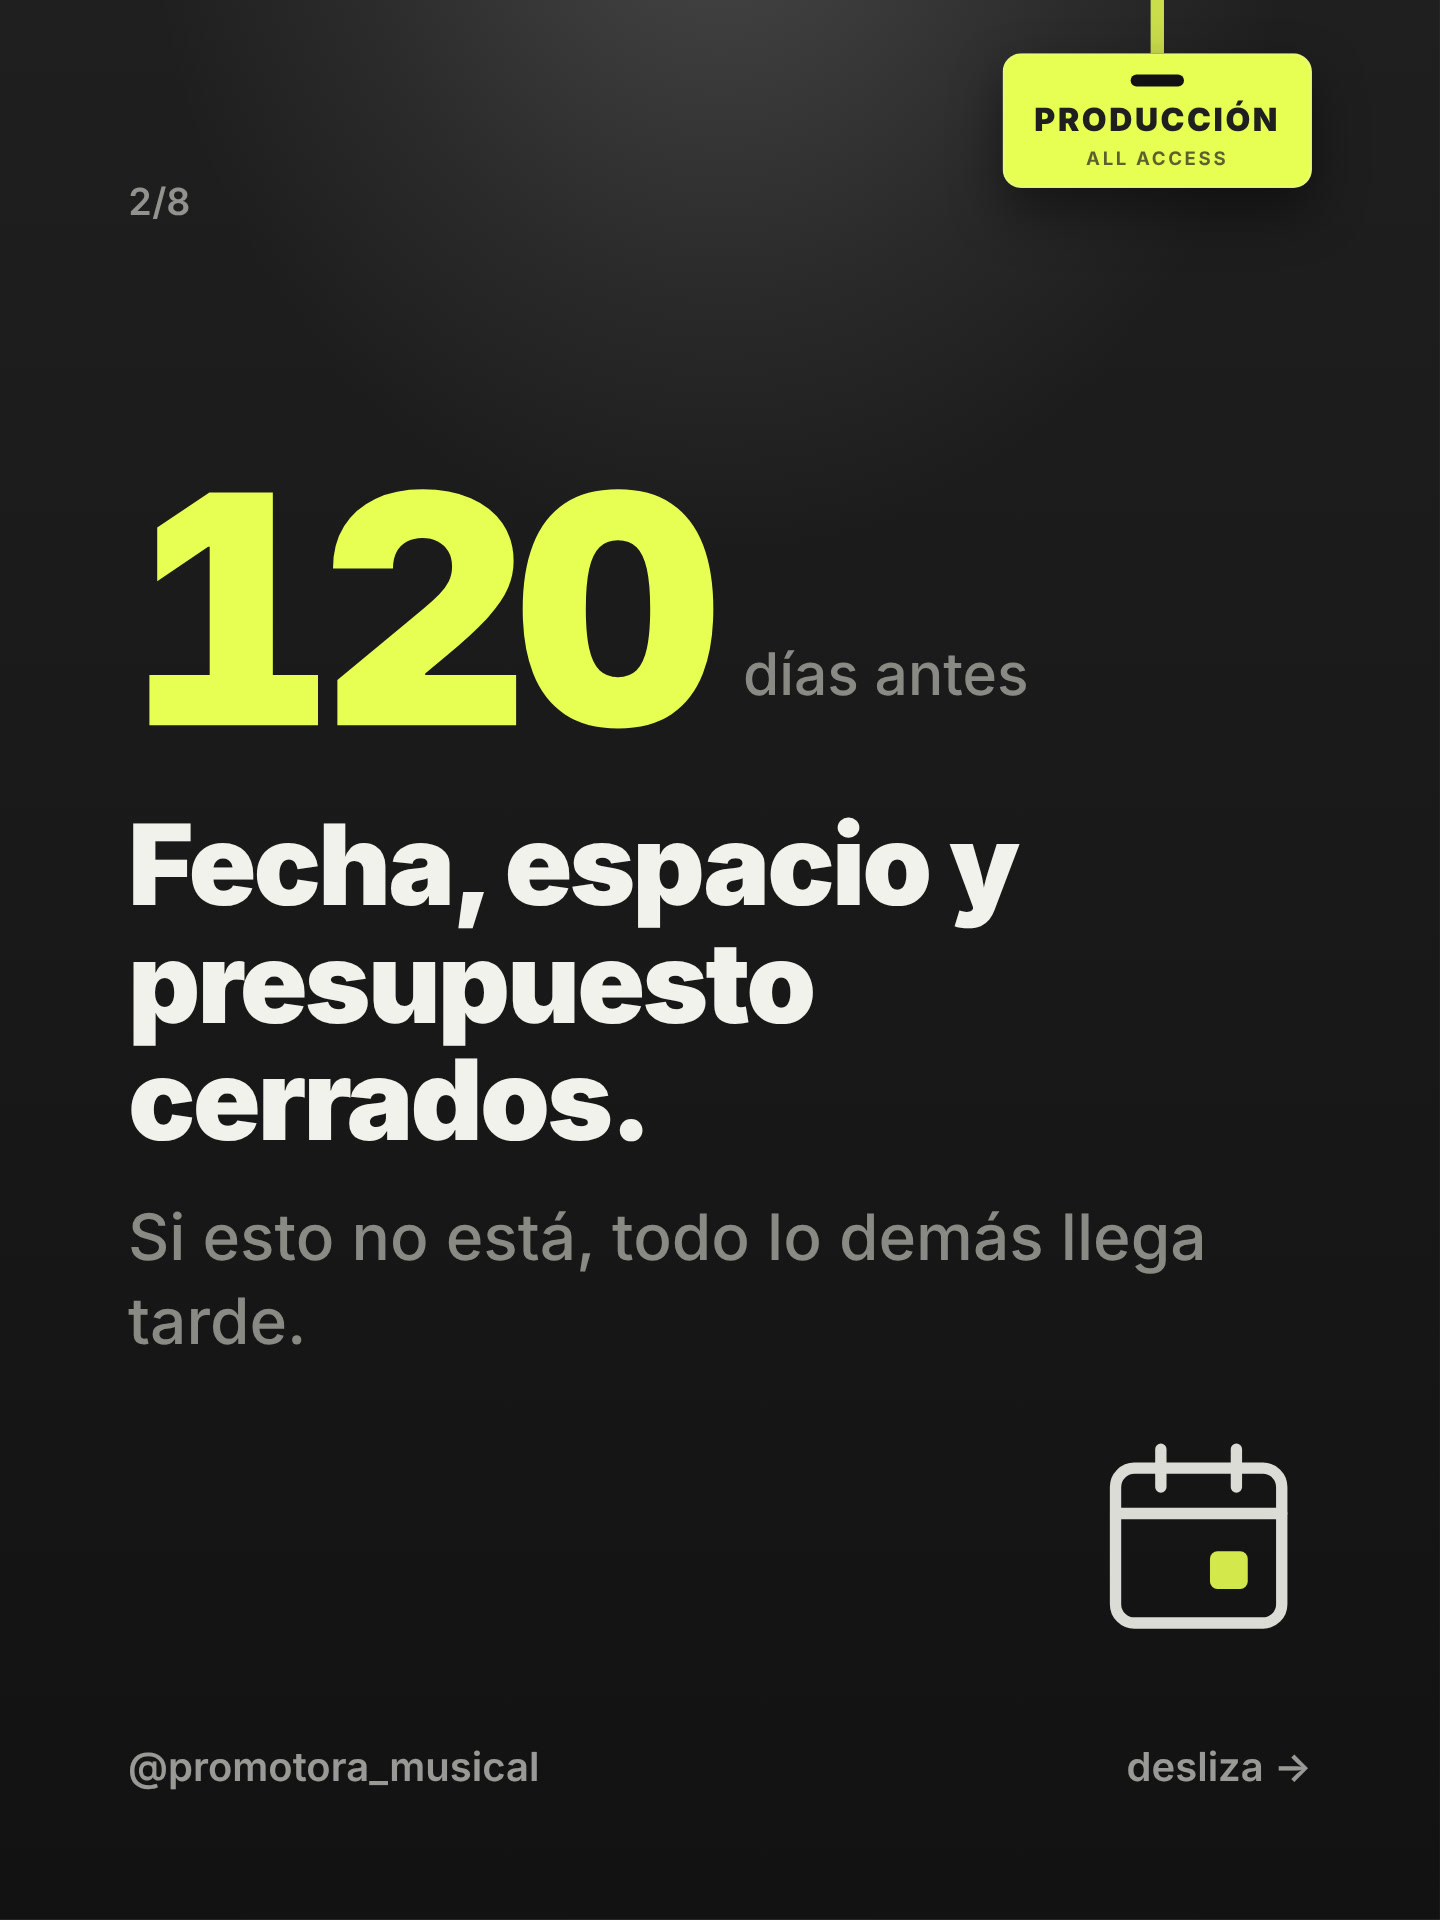 PRODUCCIÓN
ALL ACCESS
2/8
120 días antes
Fecha, espacio y
presupuesto
cerrados.
Si esto no está, todo lo demás llega
tarde.
@promotora_musical
desliza →